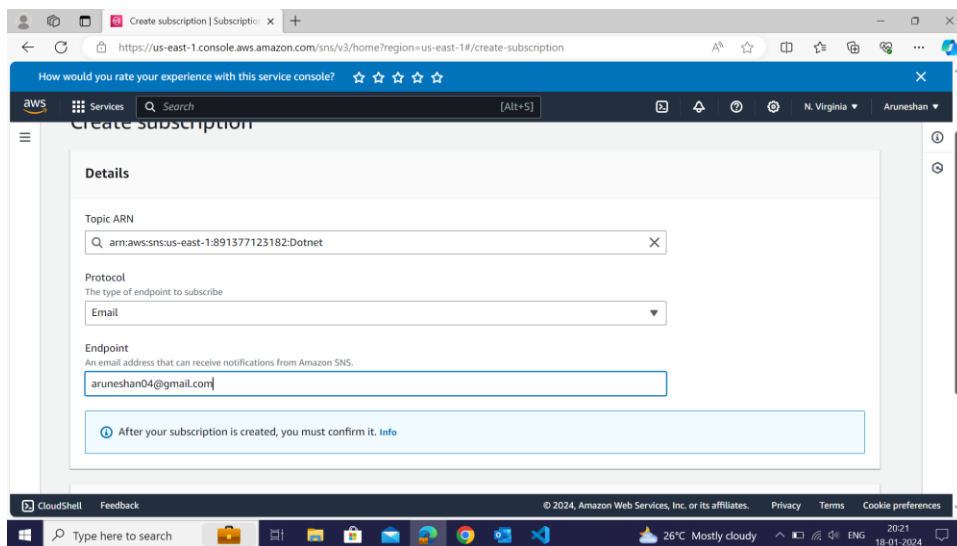 Create subscription | Subscription
https://us-east-1.console.aws.amazon.com/sns/v3/home?region=us-east-1#/create-subscription
How would you rate your experience with this service console?
aws Services Search [Alt+S] N. Virginia Aruneshan
Create subscription
Details
Topic ARN
arn:aws:sns:us-east-1:891377123182:Dotnet
Protocol
The type of endpoint to subscribe
Email
Endpoint
An email address that can receive notifications from Amazon SNS.
aruneshan04@gmail.com
After your subscription is created, you must confirm it. Info
CloudShell Feedback © 2024, Amazon Web Services, Inc. or its affiliates. Privacy Terms Cookie preferences
Type here to search 26°C Mostly cloudy ENG 20:21
18-01-2024